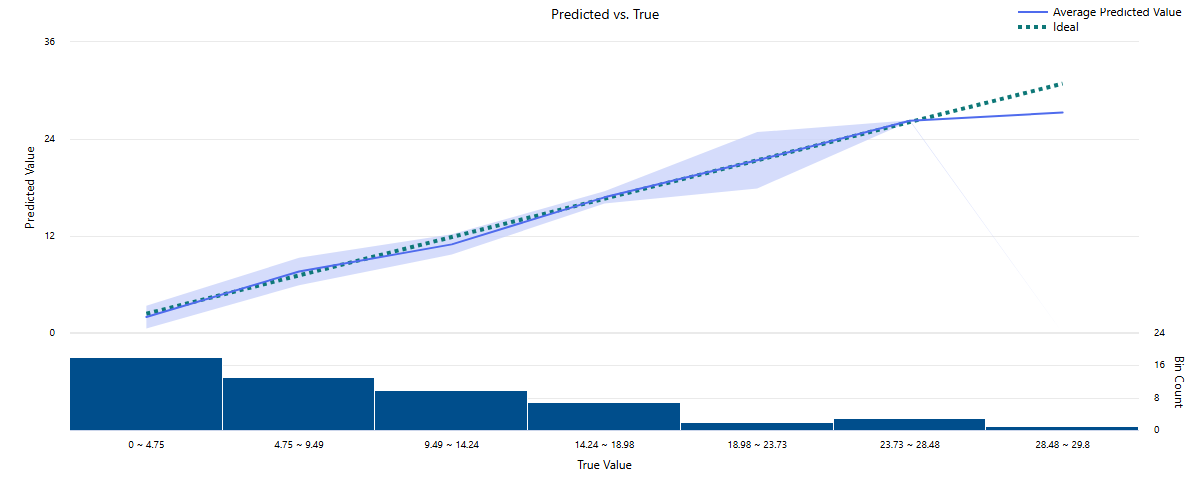 Predicted vs. True
Average Predicted Value
Ideal
36
24
12
0
Predicted Value
24
16
8
0
Bin Count
0 ~ 4.75
4.75 ~ 9.49
9.49 ~ 14.24
14.24 ~ 18.98
18.98 ~ 23.73
23.73 ~ 28.48
28.48 ~ 29.8
True Value